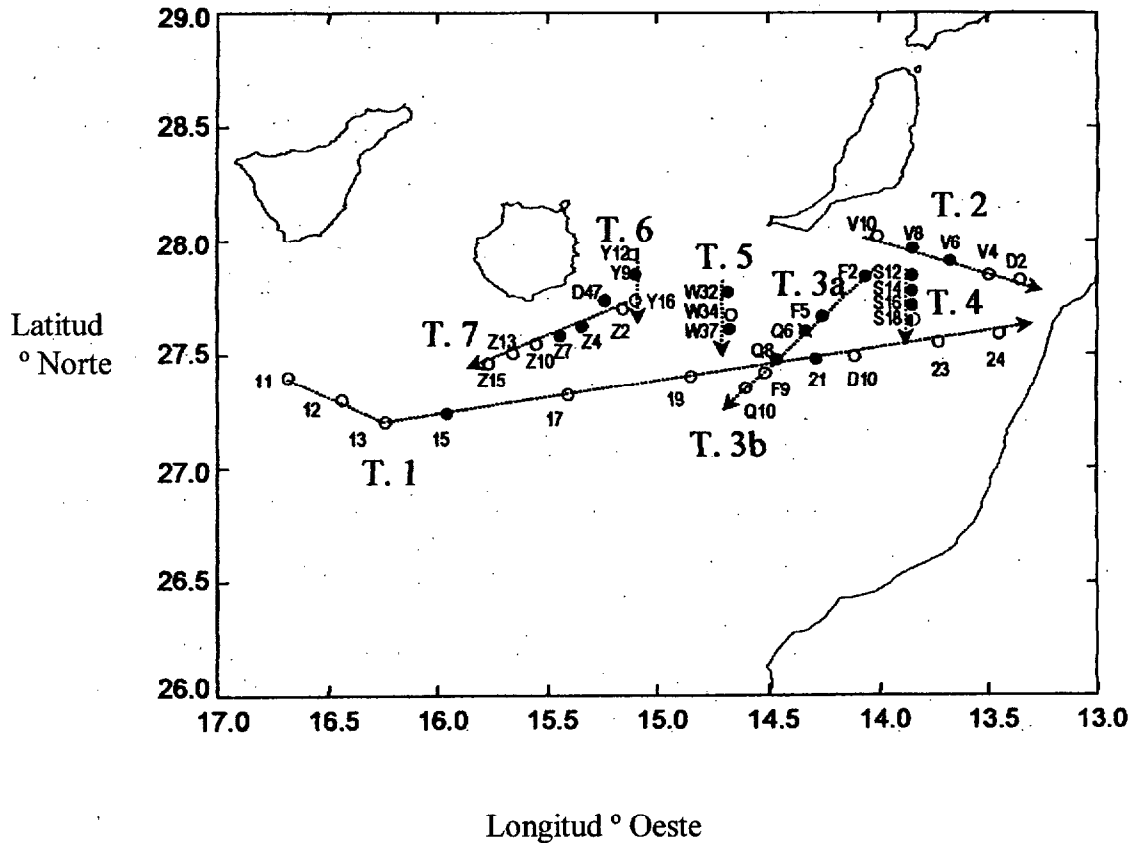 29.0
28.5
28.0
27.5
27.0
26.5
26.0
Latitud
º Norte
17.0 16.5 16.0 15.5 15.0 14.5 14.0 13.5 13.0
Longitud º Oeste
T. 6
Y12
Y9
Y16
D47
T. 7
Z2
Z4
Z7
Z10
Z13
Z15
T. 5
W32
W34
W37
T. 3a
F2
F5
Q6
Q8
F9
Q10
T. 3b
T. 2
V10
V8
V6
V4
D2
S12
S14
S16
S18
T. 4
11
12
13
15
17
19
21
D10
23
24
T. 1